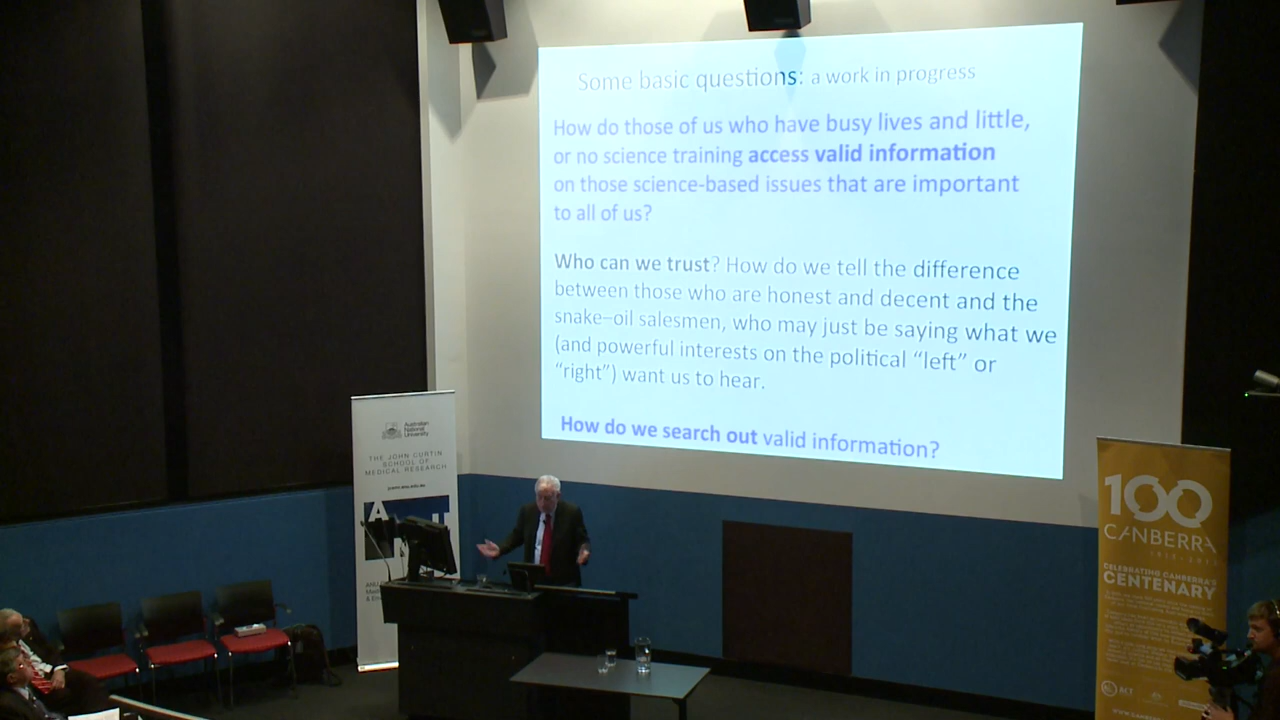 Some basic questions: a work in progress
How do those of us who have busy lives and little,
or no science training access valid information
on those science-based issues that are important
to all of us?
Who can we trust? How do we tell the difference
between those who are honest and decent and the
snake–oil salesmen, who may just be saying what we
(and powerful interests on the political “left” or
“right”) want us to hear.
How do we search out valid information?
Australian
National
University
THE JOHN CURTIN
SCHOOL OF
MEDICAL RESEARCH
100
CANBERRA
CELEBRATING CANBERRA'S
CENTENARY
ACT